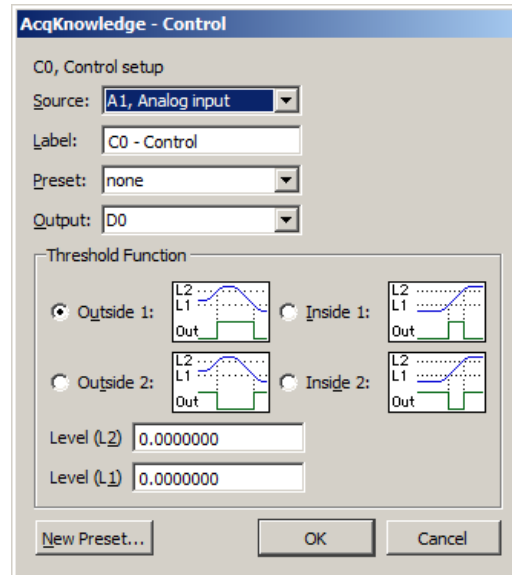 AcqKnowledge - Control
C0, Control setup
Source: A1, Analog input
Label: C0 - Control
Preset: none
Output: D0
Threshold Function
L2 L2
L1 L1
Outside 1: Inside 1:
Out Out
L2 L2
L1 L1
Outside 2: Inside 2:
Out Out
Level (L2) 0.0000000
Level (L1) 0.0000000
New Preset... OK Cancel